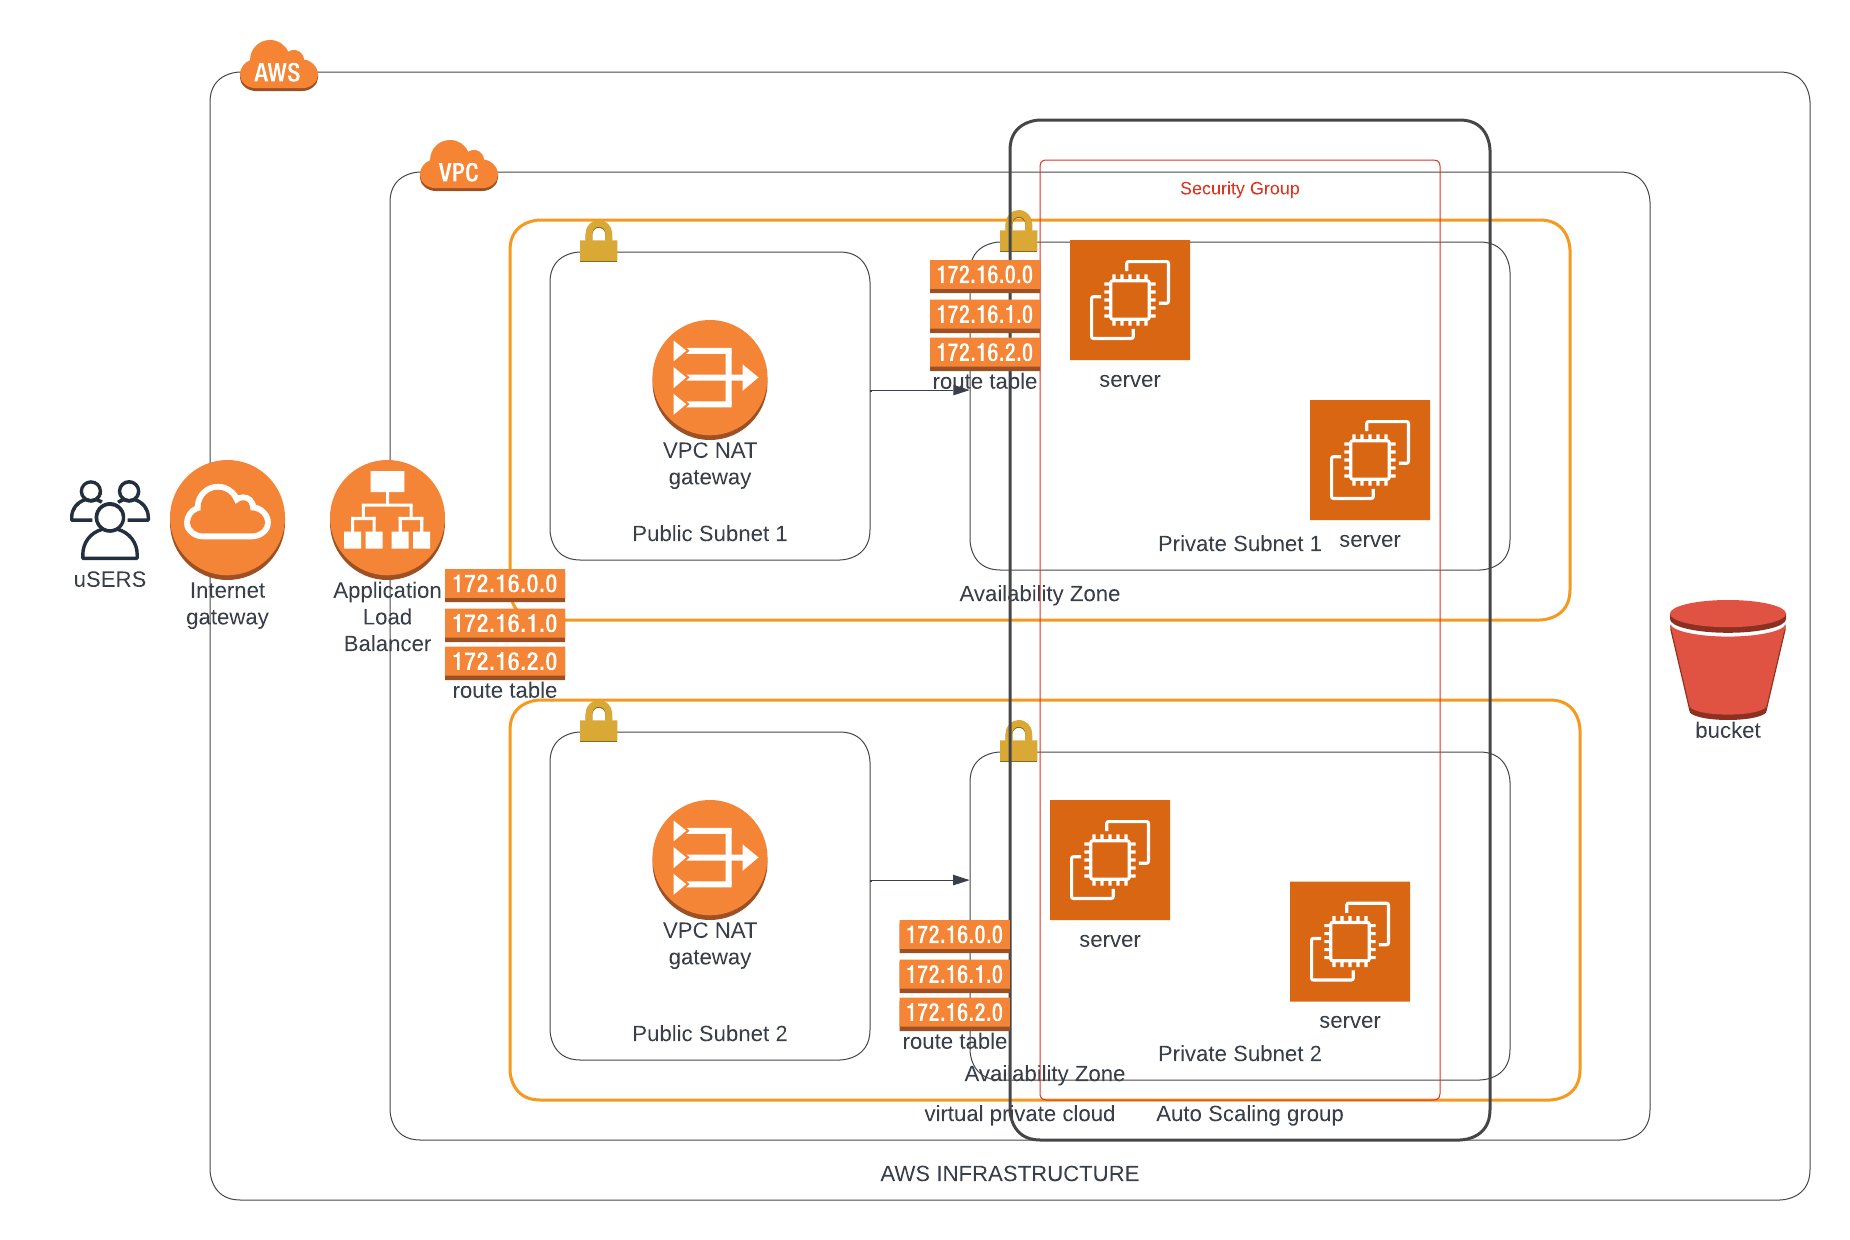 AWS
VPC
Security Group
172.16.0.0
172.16.1.0
172.16.2.0
route table
server
VPC NAT
gateway
Public Subnet 1
server
Private Subnet 1
uSERS
Internet
gateway
Application
Load
Balancer
172.16.0.0
172.16.1.0
172.16.2.0
route table
Availability Zone
bucket
VPC NAT
gateway
Public Subnet 2
server
172.16.0.0
172.16.1.0
172.16.2.0
route table
server
Private Subnet 2
Availability Zone
virtual private cloud
Auto Scaling group
AWS INFRASTRUCTURE